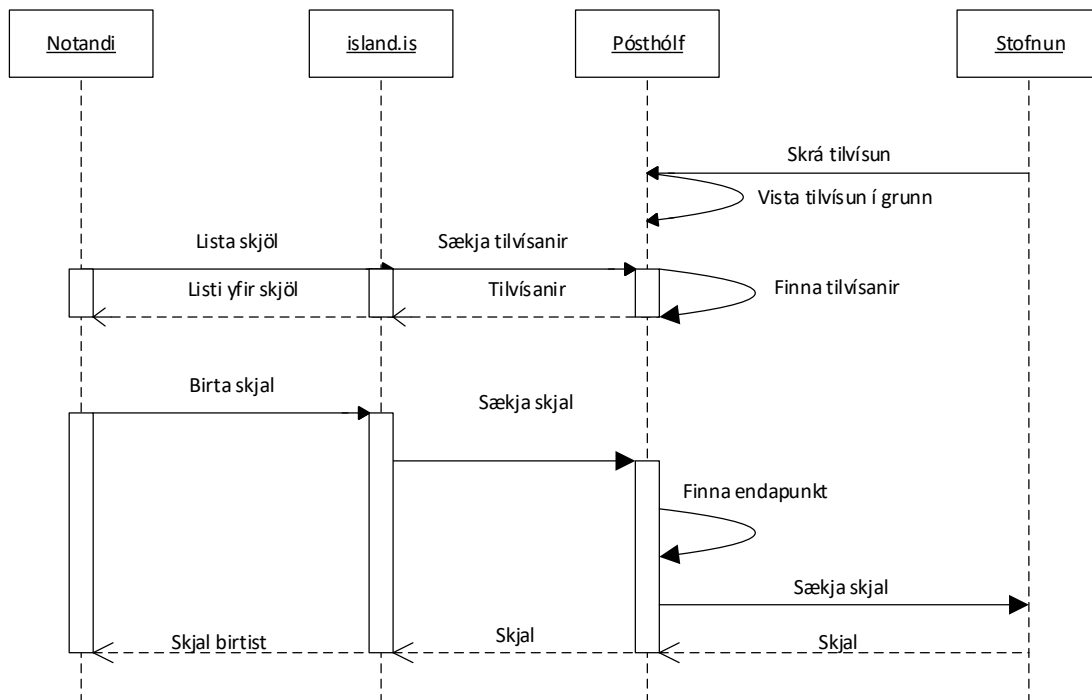 Notandi
island.is
Pósthólf
Stofnun
Skrá tilvísun
Vista tilvísun í grunn
Lista skjöl
Sækja tilvísanir
Listi yfir skjöl
Tilvísanir
Finna tilvísanir
Birta skjal
Sækja skjal
Finna endapunkt
Sækja skjal
Skjal birtist
Skjal
Skjal